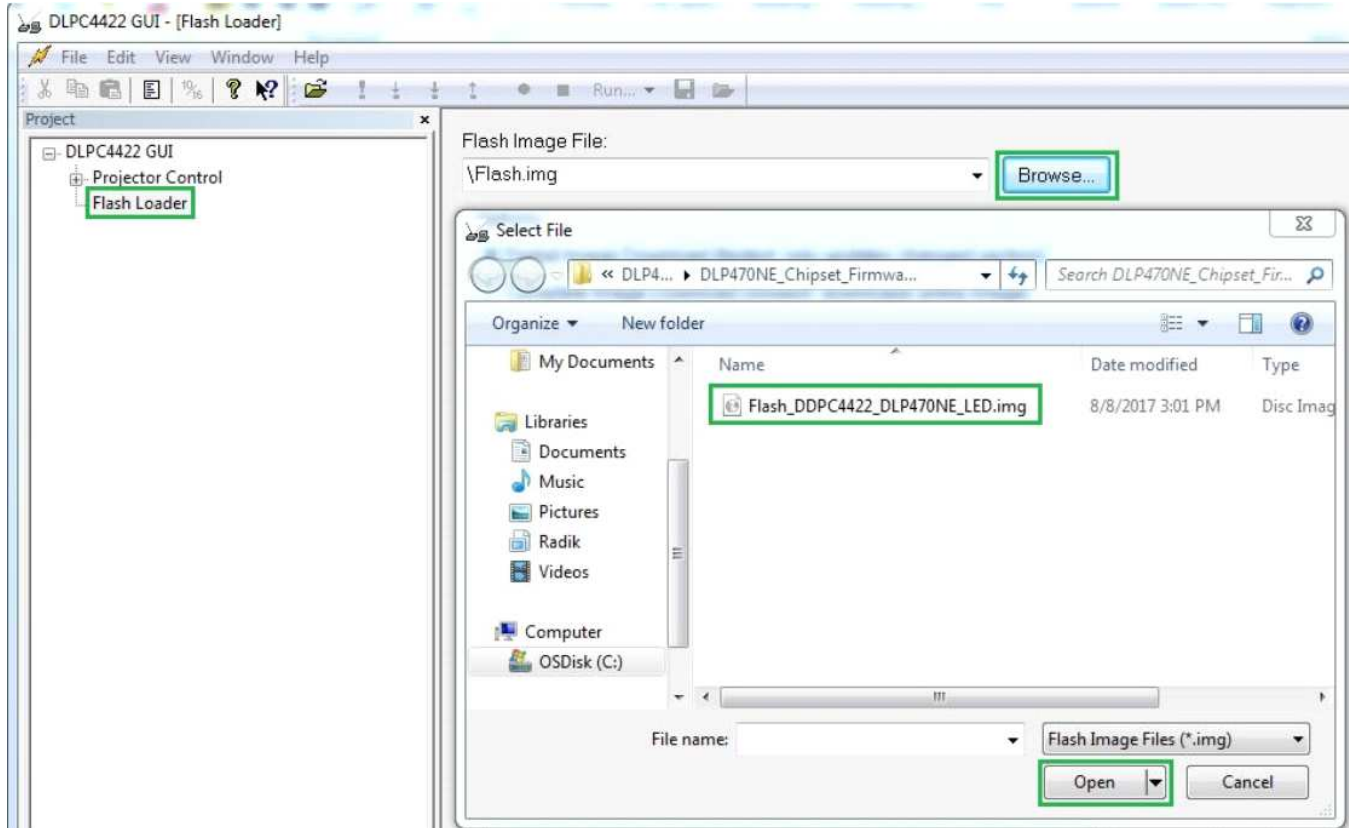 DLPC4422 GUI - [Flash Loader]
File Edit View Window Help
Run...
Project
DLPC4422 GUI
Projector Control
Flash Loader
Flash Image File:
\Flash.img
Browse...
Select File
« DLP4... DLP470NE_Chipset_Firmwa...
Search DLP470NE_Chipset_Fir...
Organize New folder
My Documents
Libraries
Documents
Music
Pictures
Radik
Videos
Computer
OSDisk (C:)
Name Date modified Type
Flash_DDPC4422_DLP470NE_LED.img 8/8/2017 3:01 PM Disc Imag
File name:
Flash Image Files (*.img)
Open Cancel